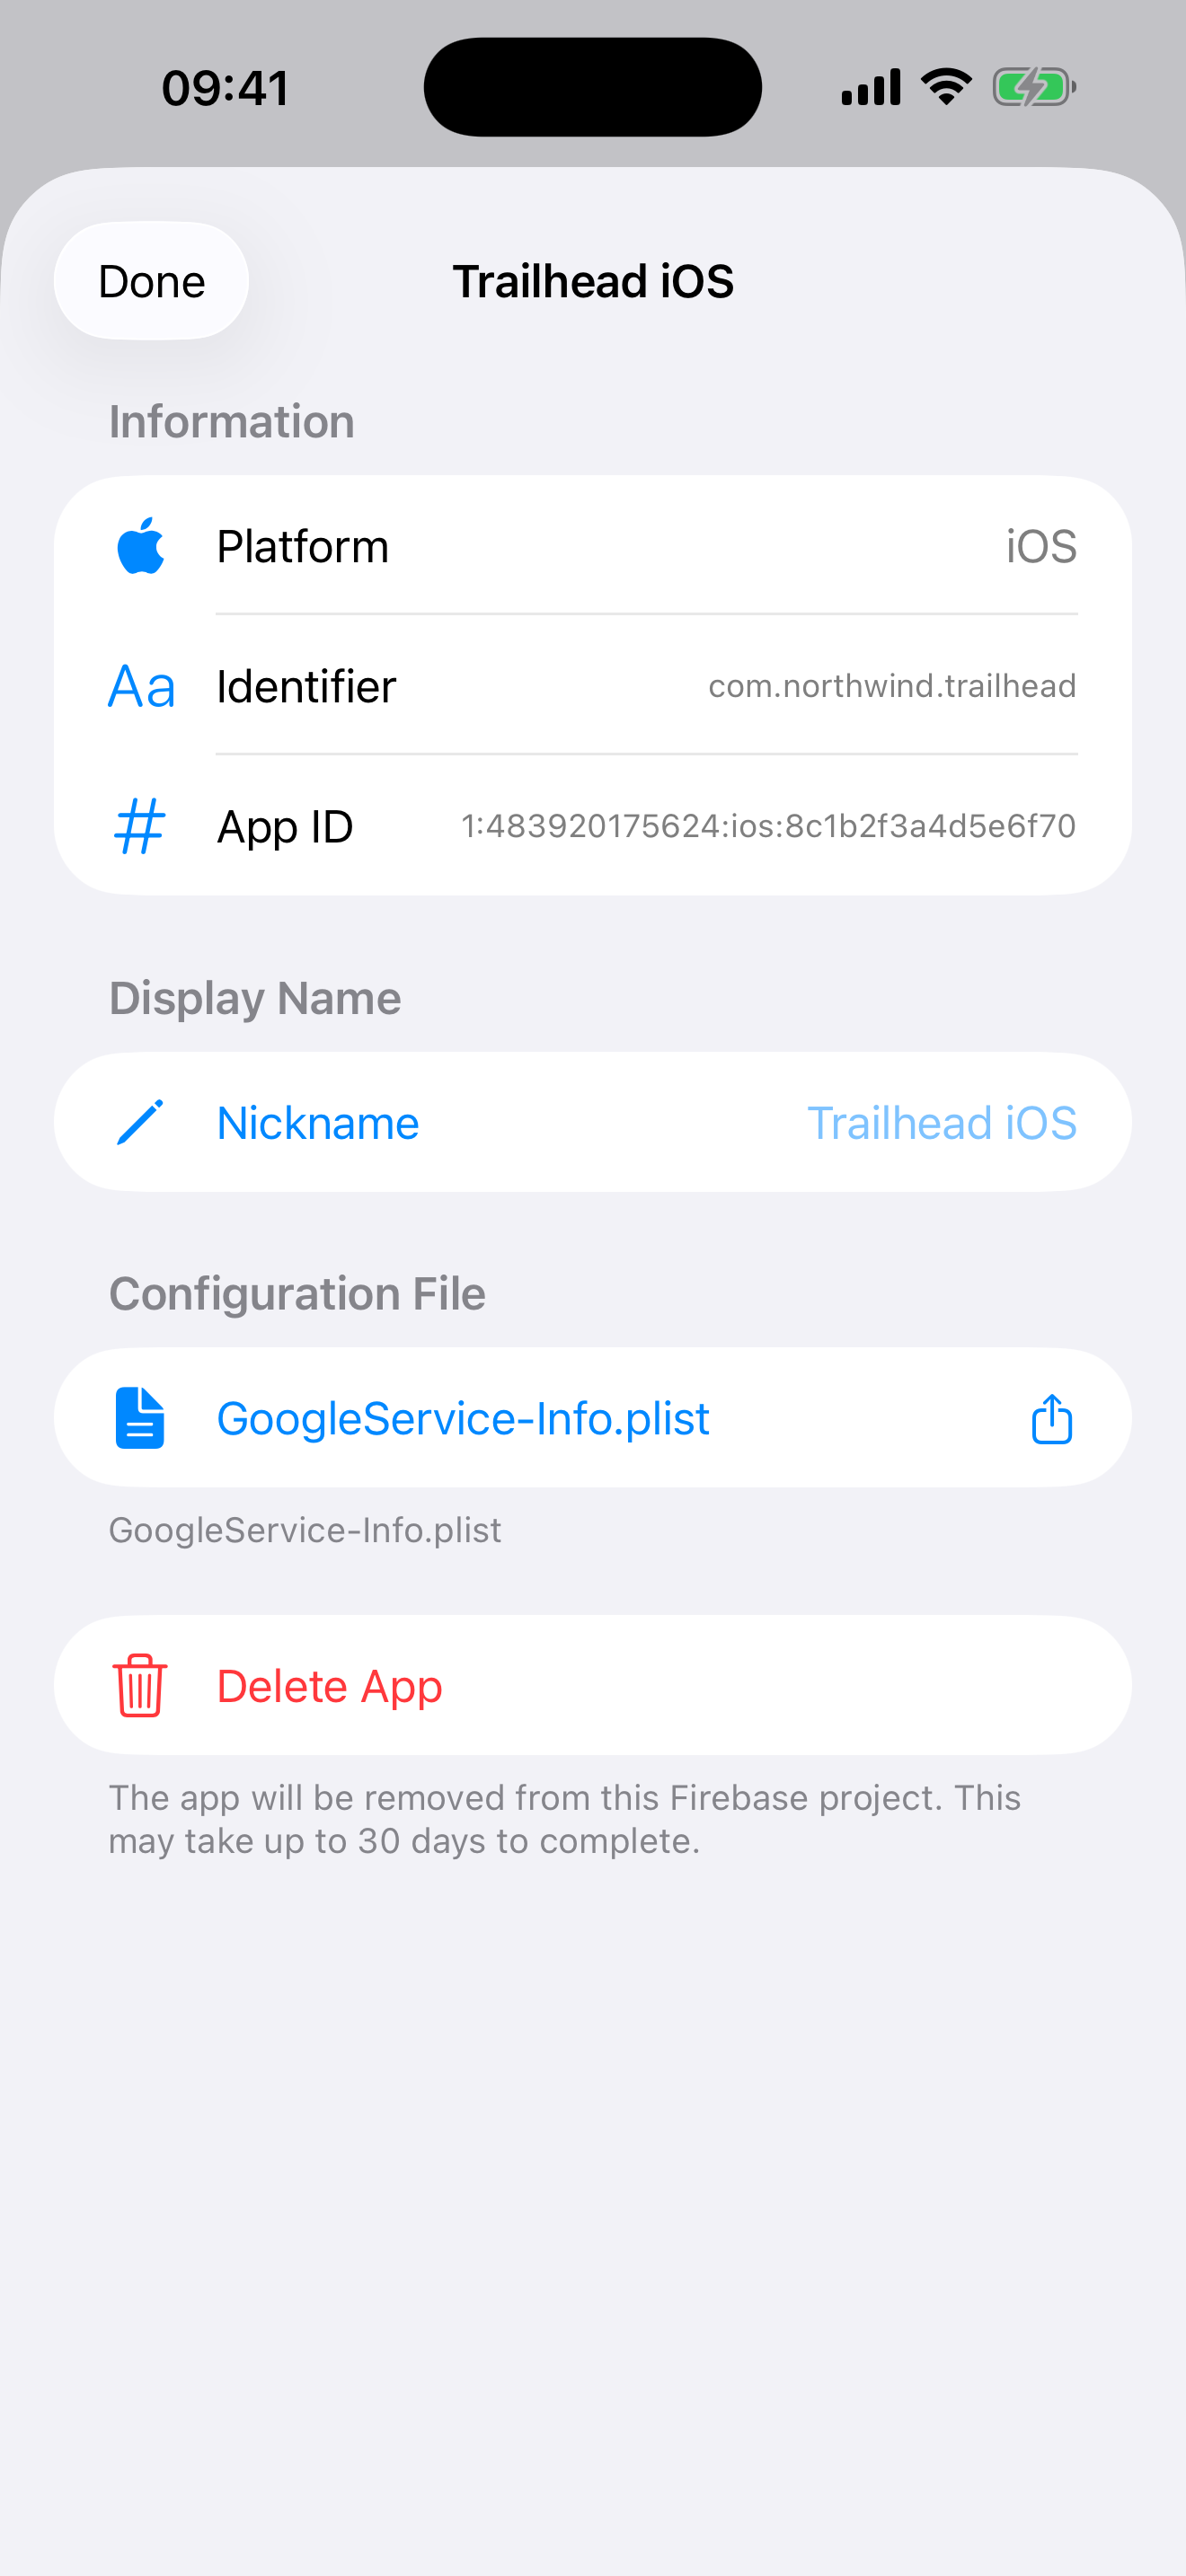 09:41
Done
Trailhead iOS
Information
Platform
iOS
Aa
Identifier
com.northwind.trailhead
#
App ID
1:483920175624:ios:8c1b2f3a4d5e6f70
Display Name
Nickname
Trailhead iOS
Configuration File
GoogleService-Info.plist
GoogleService-Info.plist
Delete App
The app will be removed from this Firebase project. This
may take up to 30 days to complete.